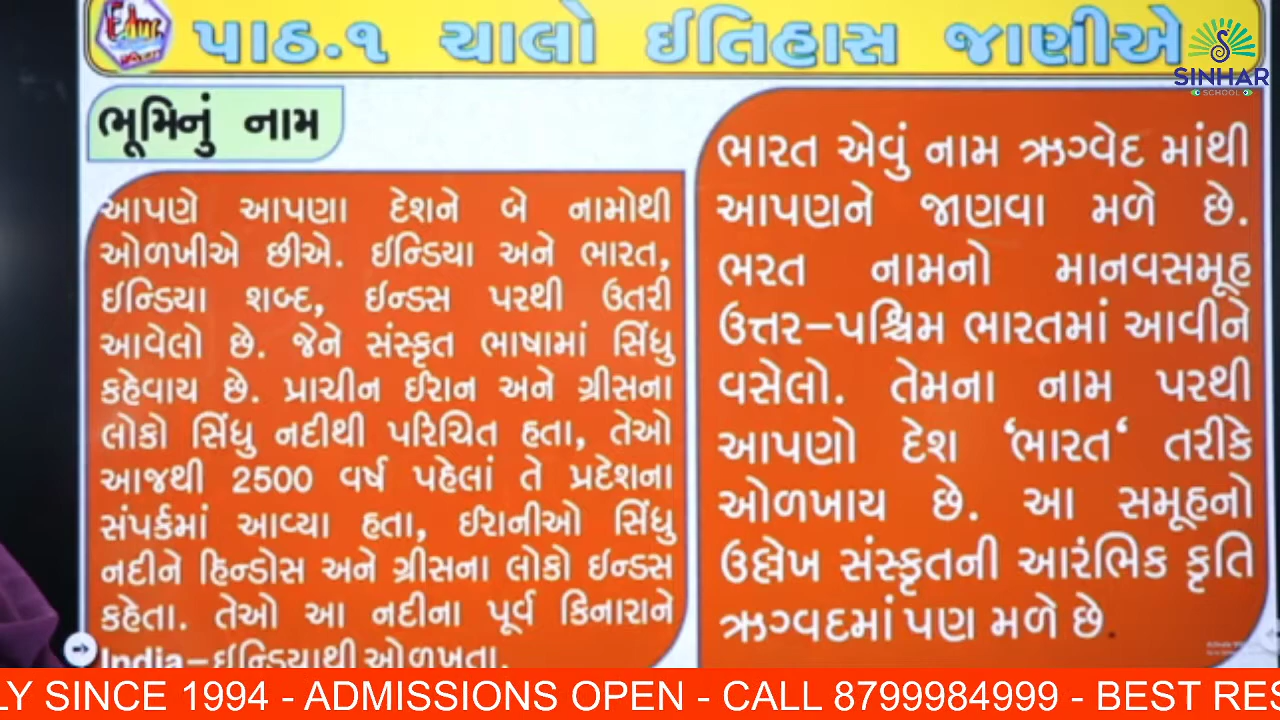 પાઠ.૧ ચાલો ઈતિહાસ જાણીએ
SINHAR
SCHOOL
ભૂમિનું નામ
આપણે આપણા દેશને બે નામોથી
ઓળખીએ છીએ. ઈન્ડિયા અને ભારત,
ઈન્ડિયા શબ્દ, ઈન્ડસ પરથી ઉતરી
આવેલો છે. જેને સંસ્કૃત ભાષામાં સિંધુ
કહેવાય છે. પ્રાચીન ઈરાન અને ગ્રીસના
લોકો સિંધુ નદીથી પરિચિત હતા, તેઓ
આજથી 2500 વર્ષ પહેલાં તે પ્રદેશના
સંપર્કમાં આવ્યા હતા, ઈરાનીઓ સિંધુ
નદીને હિન્ડોસ અને ગ્રીસના લોકો ઈન્ડસ
કહેતા. તેઓ આ નદીના પૂર્વ કિનારાને
India–ઈન્ડિયાથી ઓળખતા.
ભારત એવું નામ ઋગ્વેદ માંથી
આપણને જાણવા મળે છે.
ભરત નામનો માનવસમૂહ
ઉત્તર–પશ્ચિમ ભારતમાં આવીને
વસેલો. તેમના નામ પરથી
આપણો દેશ ‘ભારત‘ તરીકે
ઓળખાય છે. આ સમૂહનો
ઉલ્લેખ સંસ્કૃતની આરંભિક કૃતિ
ઋગ્વદમાં પણ મળે છે.
LY SINCE 1994 - ADMISSIONS OPEN - CALL 8799984999 - BEST RES